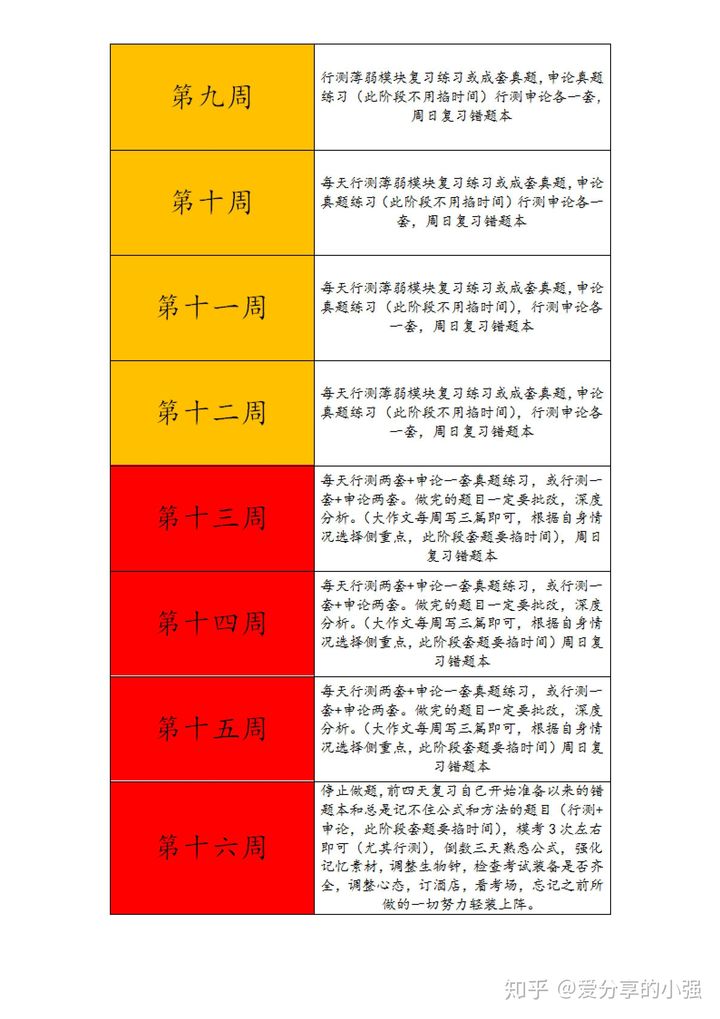 第九周
行测薄弱模块复习练习或成套真题,申论真题
练习（此阶段不用掐时间）行测申论各一套,
周日复习错题本
第十周
每天行测薄弱模块复习练习或成套真题,申论
真题练习（此阶段不用掐时间）行测申论各一
套，周日复习错题本
第十一周
每天行测薄弱模块复习练习或成套真题,申论
真题练习（此阶段不用掐时间），行测申论各
一套，周日复习错题本
第十二周
每天行测薄弱模块复习练习或成套真题,申论
真题练习（此阶段不用掐时间），行测申论各
一套，周日复习错题本
第十三周
每天行测两套+申论一套真题练习，或行测一
套+申论两套。做完的题目一定要批改，深度
分析。（大作文每周写三篇即可，根据自身情
况选择侧重点，此阶段套题要掐时间），周日
复习错题本
第十四周
每天行测两套+申论一套真题练习，或行测一
套+申论两套。做完的题目一定要批改，深度
分析。（大作文每周写三篇即可，根据自身情
况选择侧重点，此阶段套题要掐时间）周日复
习错题本
第十五周
每天行测两套+申论一套真题练习，或行测一
套+申论两套。做完的题目一定要批改，深度
分析。（大作文每周写三篇即可，根据自身情
况选择侧重点，此阶段套题要掐时间）周日复
习错题本
第十六周
停止做题,前四天复习自己开始准备以来的错
题本和总是记不住公式和方法的题目（行测+
申论，此阶段套题要掐时间），模考3次左右
即可（尤其行测），倒数三天熟悉公式，强化
记忆素材，调整生物钟，检查考试装备是否齐
全，调整心态，订酒店，看考场，忘记之前所
做的一切努力轻装上阵。
知乎 @爱分享的小强